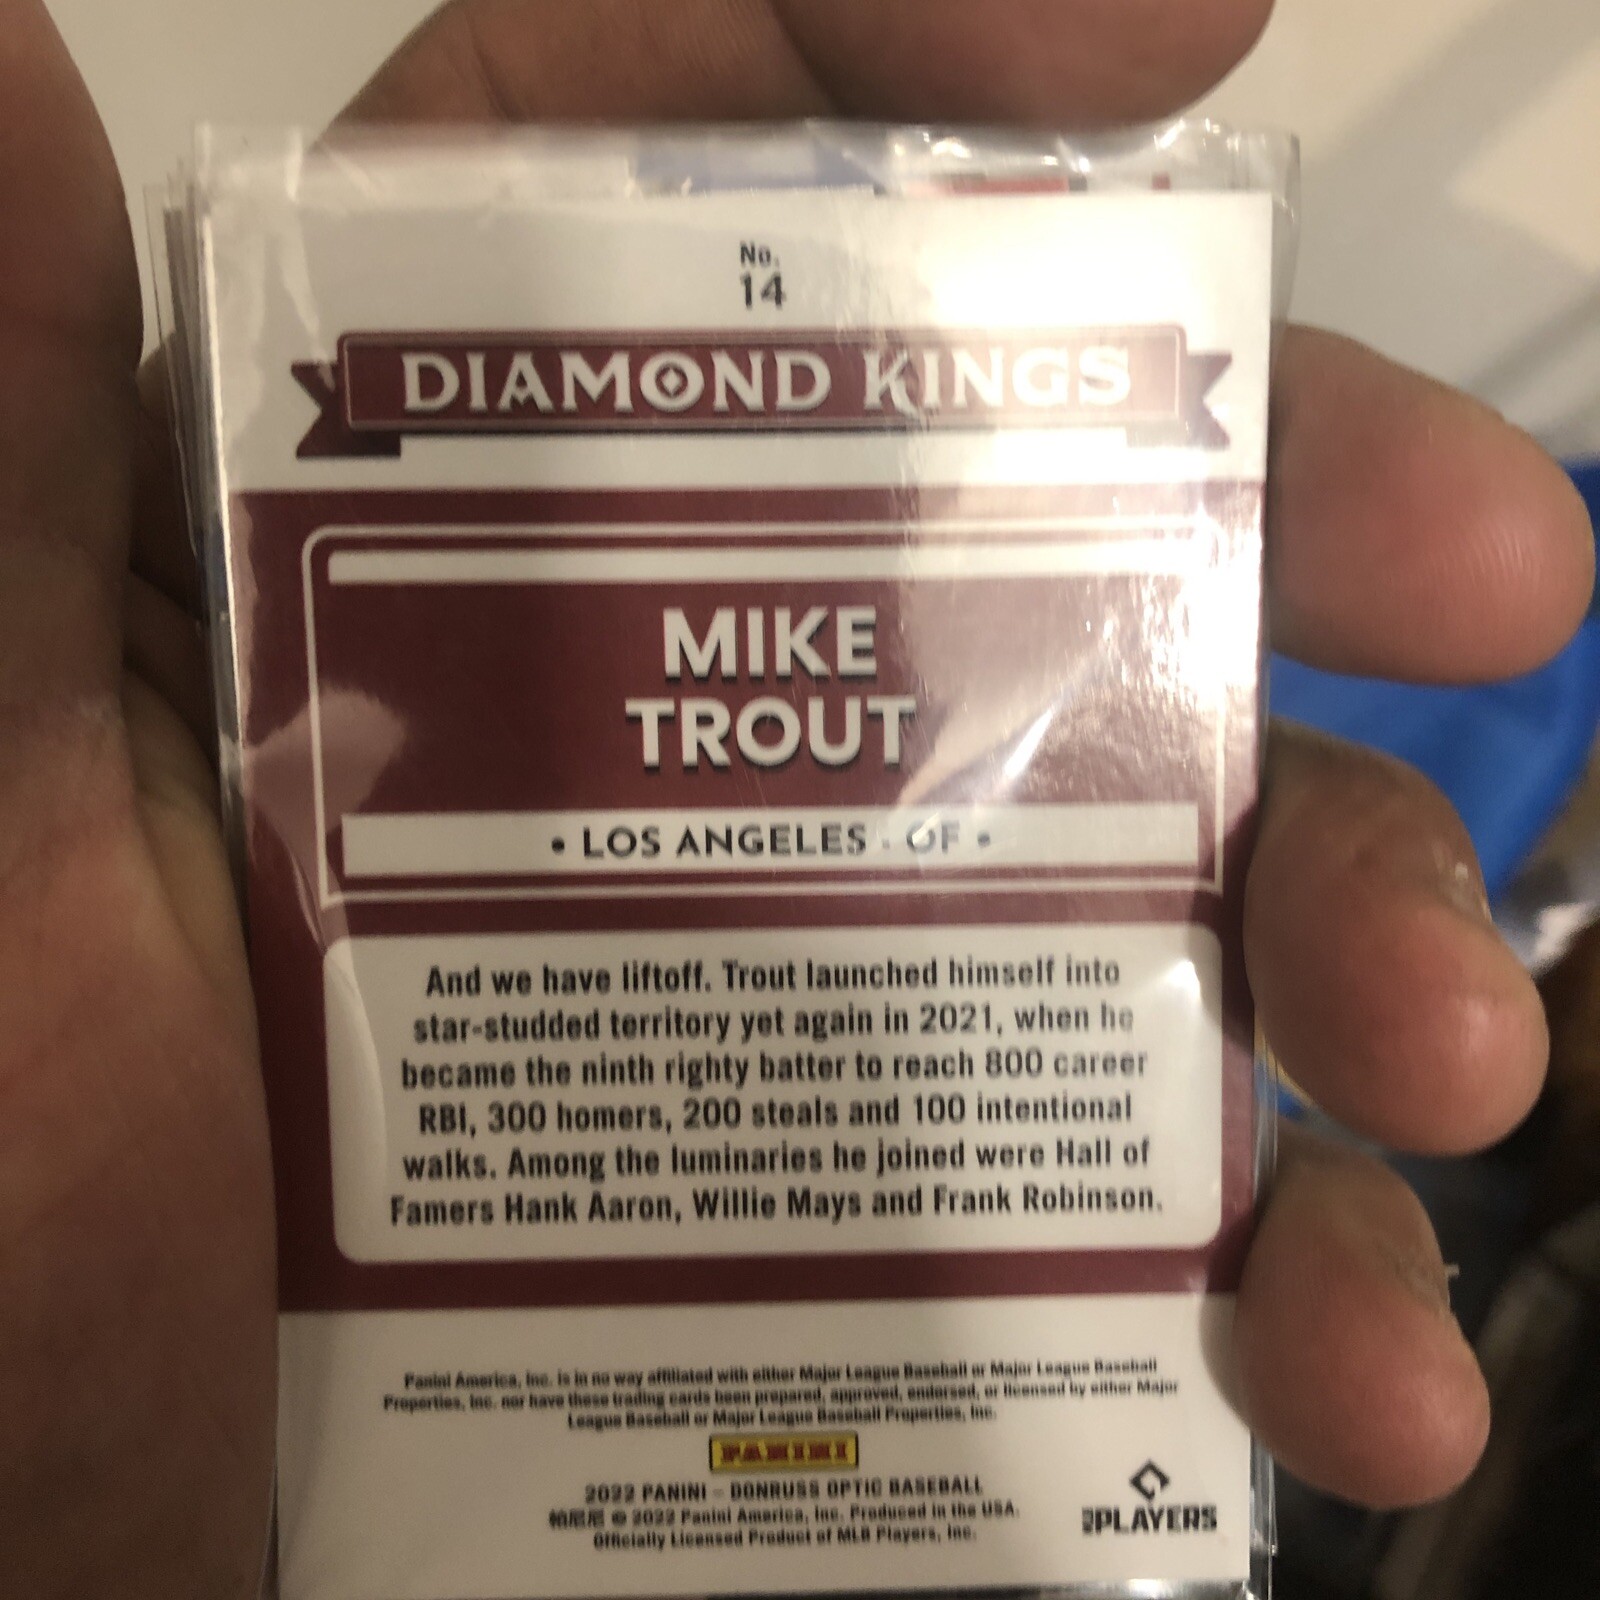 No.
14
DIAMOND KINGS
MIKE
TROUT
• LOS ANGELES - OF •
And we have liftoff. Trout launched himself into
star-studded territory yet again in 2021, when he
became the ninth righty batter to reach 800 career
RBI, 300 homers, 200 steals and 100 intentional
walks. Among the luminaries he joined were Hall of
Famers Hank Aaron, Willie Mays and Frank Robinson.
Panini America, Inc. is in no way affiliated with either Major League Baseball or Major League Baseball
Properties, Inc. nor have these trading cards been prepared, approved, endorsed, or licensed by either Major
League Baseball or Major League Baseball Properties, Inc.
PANINI
2022 PANINI – DONRUSS OPTIC BASEBALL
帕尼尼 © 2022 Panini America, Inc. Produced in the USA.
Officially Licensed Product of MLB Players, Inc.
MLB PLAYERS